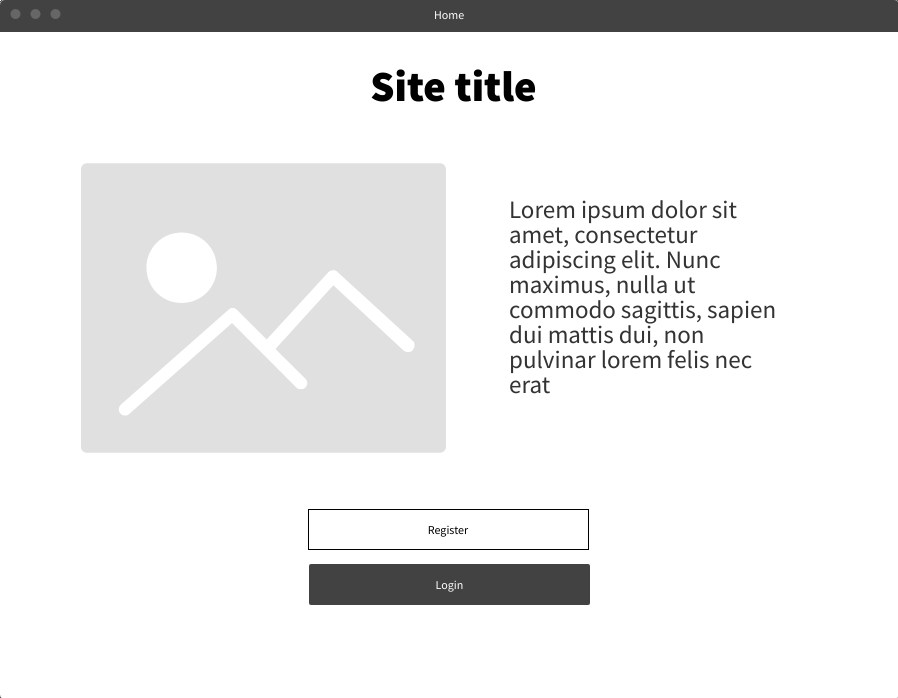 Home
Site title
Lorem ipsum dolor sit
amet, consectetur
adipiscing elit. Nunc
maximus, nulla ut
commodo sagittis, sapien
dui mattis dui, non
pulvinar lorem felis nec
erat
Register
Login